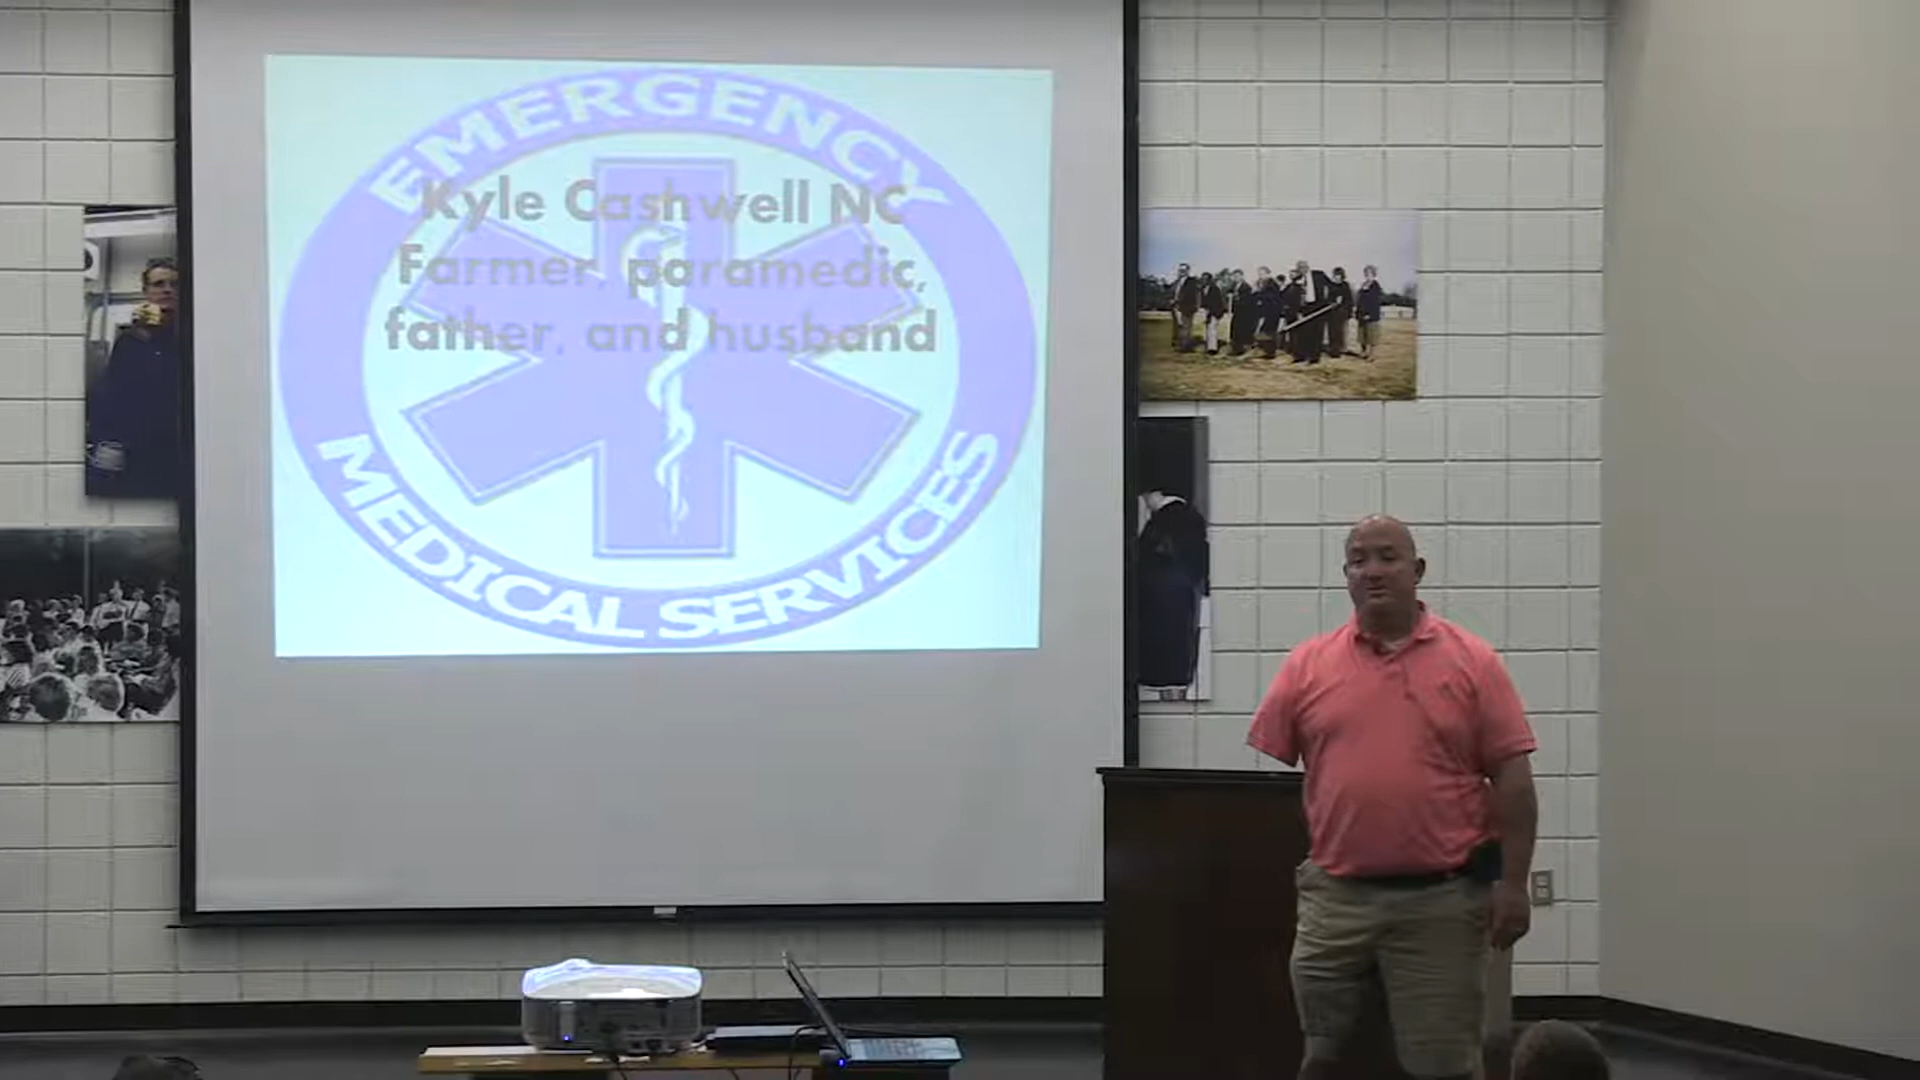 EMERGENCY
Kyle Cashwell NC
Farmer, paramedic,
father, and husband
MEDICAL SERVICES